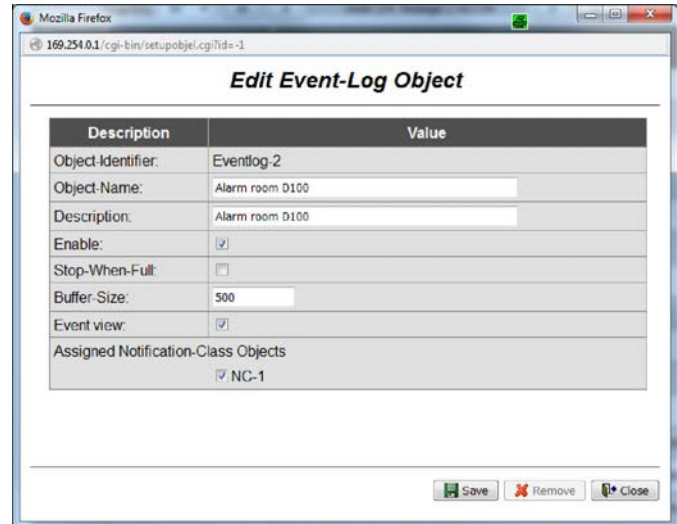 Mozilla Firefox
169.254.0.1/cgi-bin/setupobjel.cgi?id=-1
Edit Event-Log Object
Description Value
Object-Identifier: Eventlog-2
Object-Name: Alarm room D100
Description: Alarm room D100
Enable:
Stop-When-Full:
Buffer-Size: 500
Event view:
Assigned Notification-Class Objects
NC-1
Save Remove Close